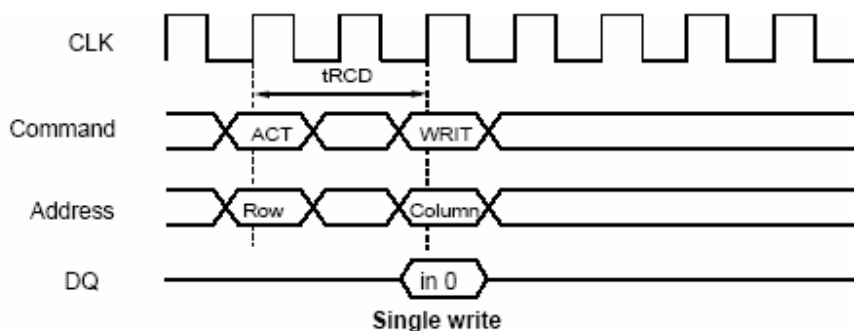 CLK
tRCD
Command ACT WRIT
Address Row Column
DQ in 0
Single write